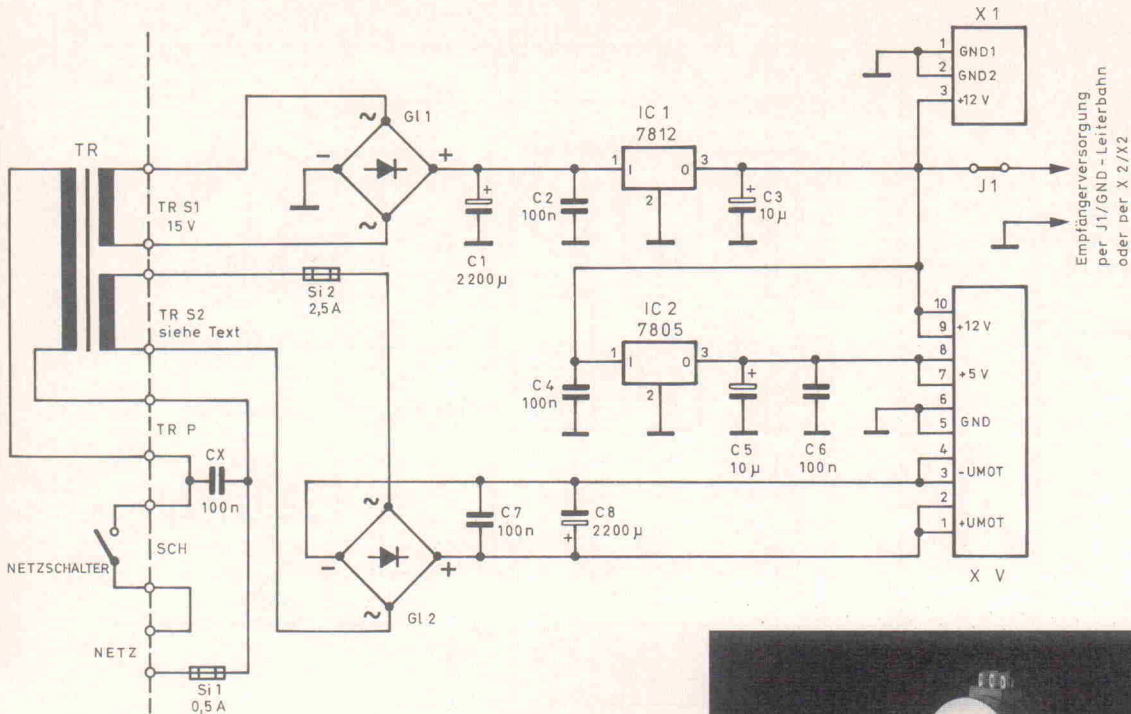 X 1
1 GND1
2 GND2
3 +12 V
TR
~
Gl 1
-
+
~
TR S1
15 V
C1
2200 µ
+
C2
100n
IC 1
7812
1 I O 3
2
+
C3
10 µ
J1
Empfängerversorgung
per J1/GND - Leiterbahn
oder per X 2/X2
Si 2
2,5A
TR S2
siehe Text
IC 2
7805
1 I O 3
2
C4
100n
+
C5
10 µ
C6
100n
10
9 +12 V
8
7 +5 V
6
5 GND
4
3 -UMOT
2
1 +UMOT
X V
TR P
CX
100n
SCH
NETZSCHALTER
NETZ
Si 1
0,5 A
~
-
+
~
Gl 2
C7
100n
C8
2200 µ
+